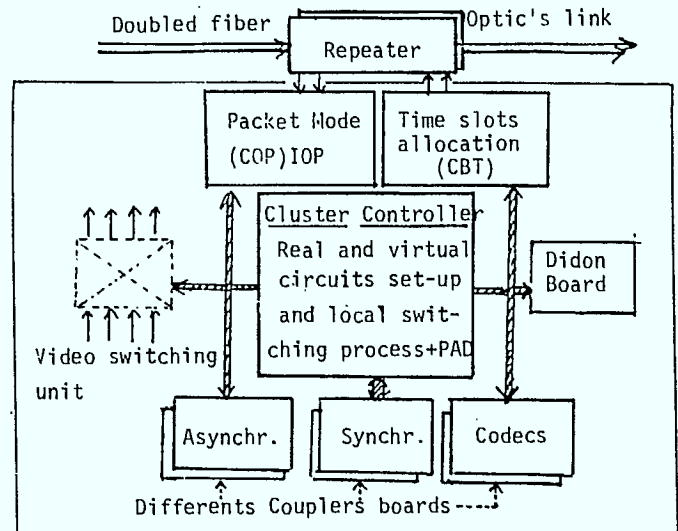 Doubled fiber
Optic's link
Repeater
Packet Mode
(COP)IOP
Time slots
allocation
(CBT)
Cluster Controller
Real and virtual
circuits set-up
and local swit-
ching process+PAD
Didon
Board
Video switching
unit
Asynchr.
Synchr.
Codecs
Differents Couplers boards